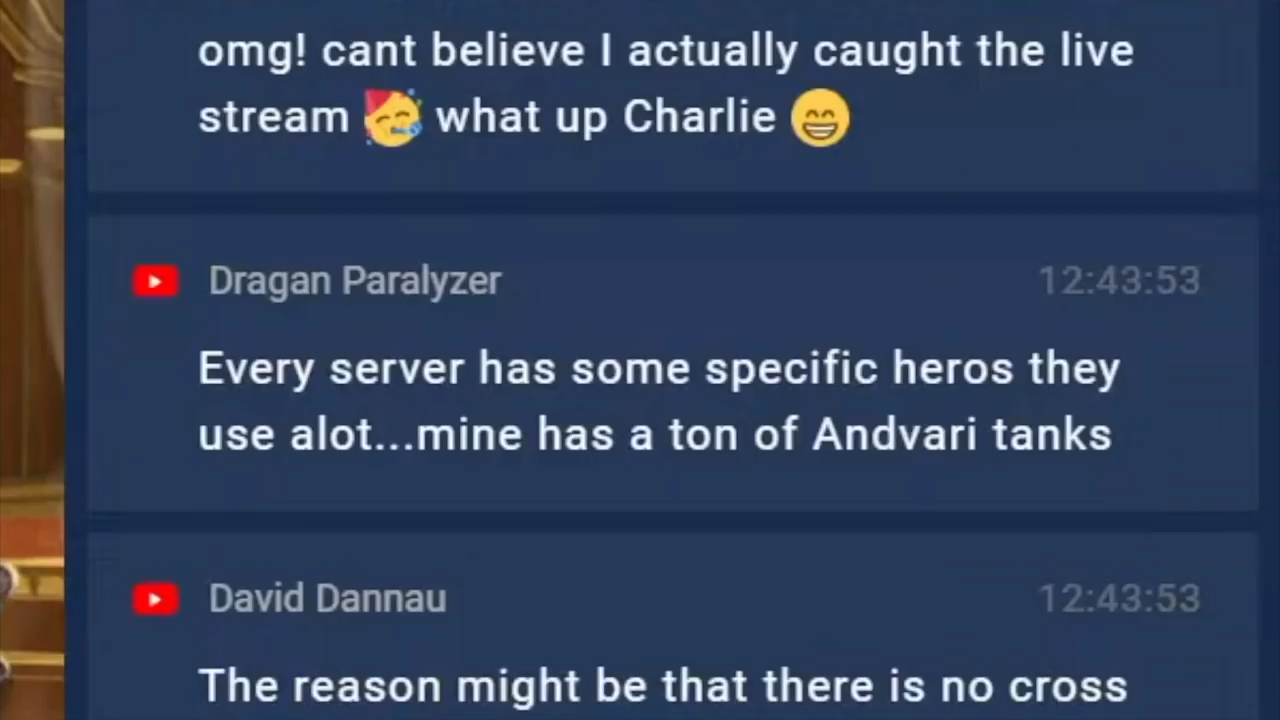 omg! cant believe I actually caught the live
stream 🥳 what up Charlie 😁
Dragan Paralyzer 12:43:53
Every server has some specific heros they
use alot...mine has a ton of Andvari tanks
David Dannau 12:43:53
The reason might be that there is no cross